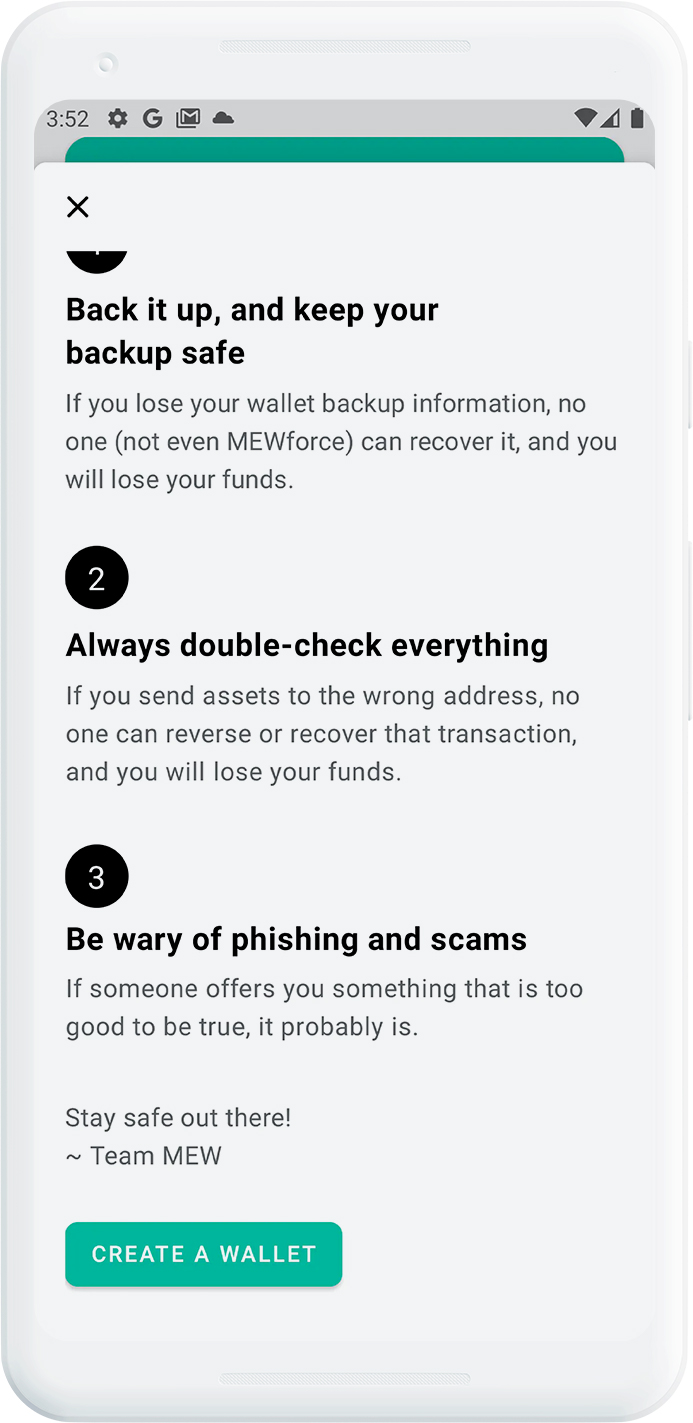 3:52
Back it up, and keep your
backup safe
If you lose your wallet backup information, no
one (not even MEWforce) can recover it, and you
will lose your funds.
2
Always double-check everything
If you send assets to the wrong address, no
one can reverse or recover that transaction,
and you will lose your funds.
3
Be wary of phishing and scams
If someone offers you something that is too
good to be true, it probably is.
Stay safe out there!
~ Team MEW
CREATE A WALLET